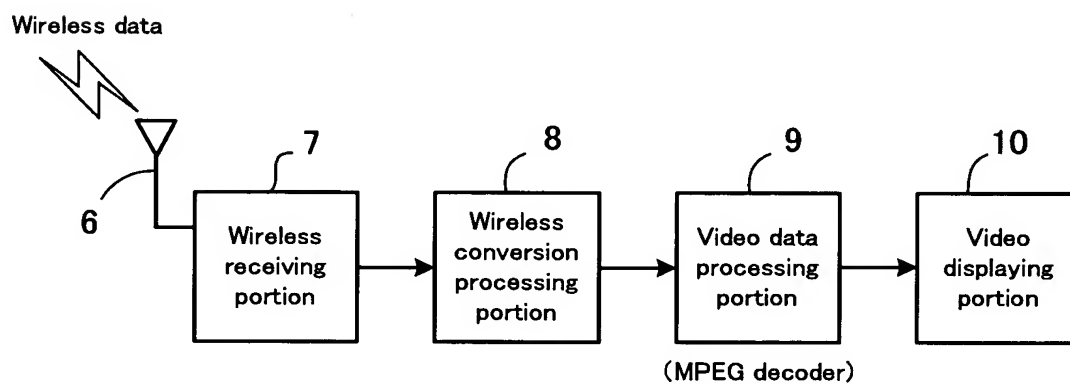 Wireless data
6
7
Wireless
receiving
portion
8
Wireless
conversion
processing
portion
9
Video data
processing
portion
(MPEG decoder)
10
Video
displaying
portion